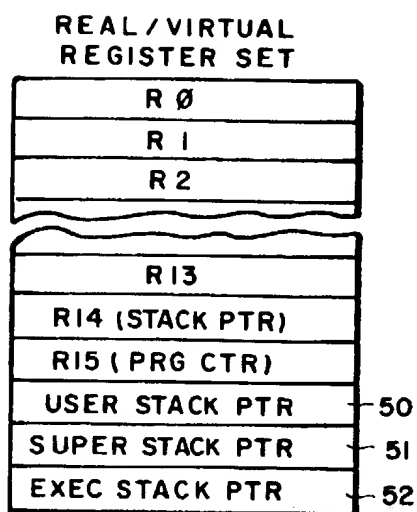 REAL/VIRTUAL
REGISTER SET
R Ø
R 1
R 2
R13
R14 (STACK PTR)
R15 (PRG CTR)
USER STACK PTR 50
SUPER STACK PTR 51
EXEC STACK PTR 52